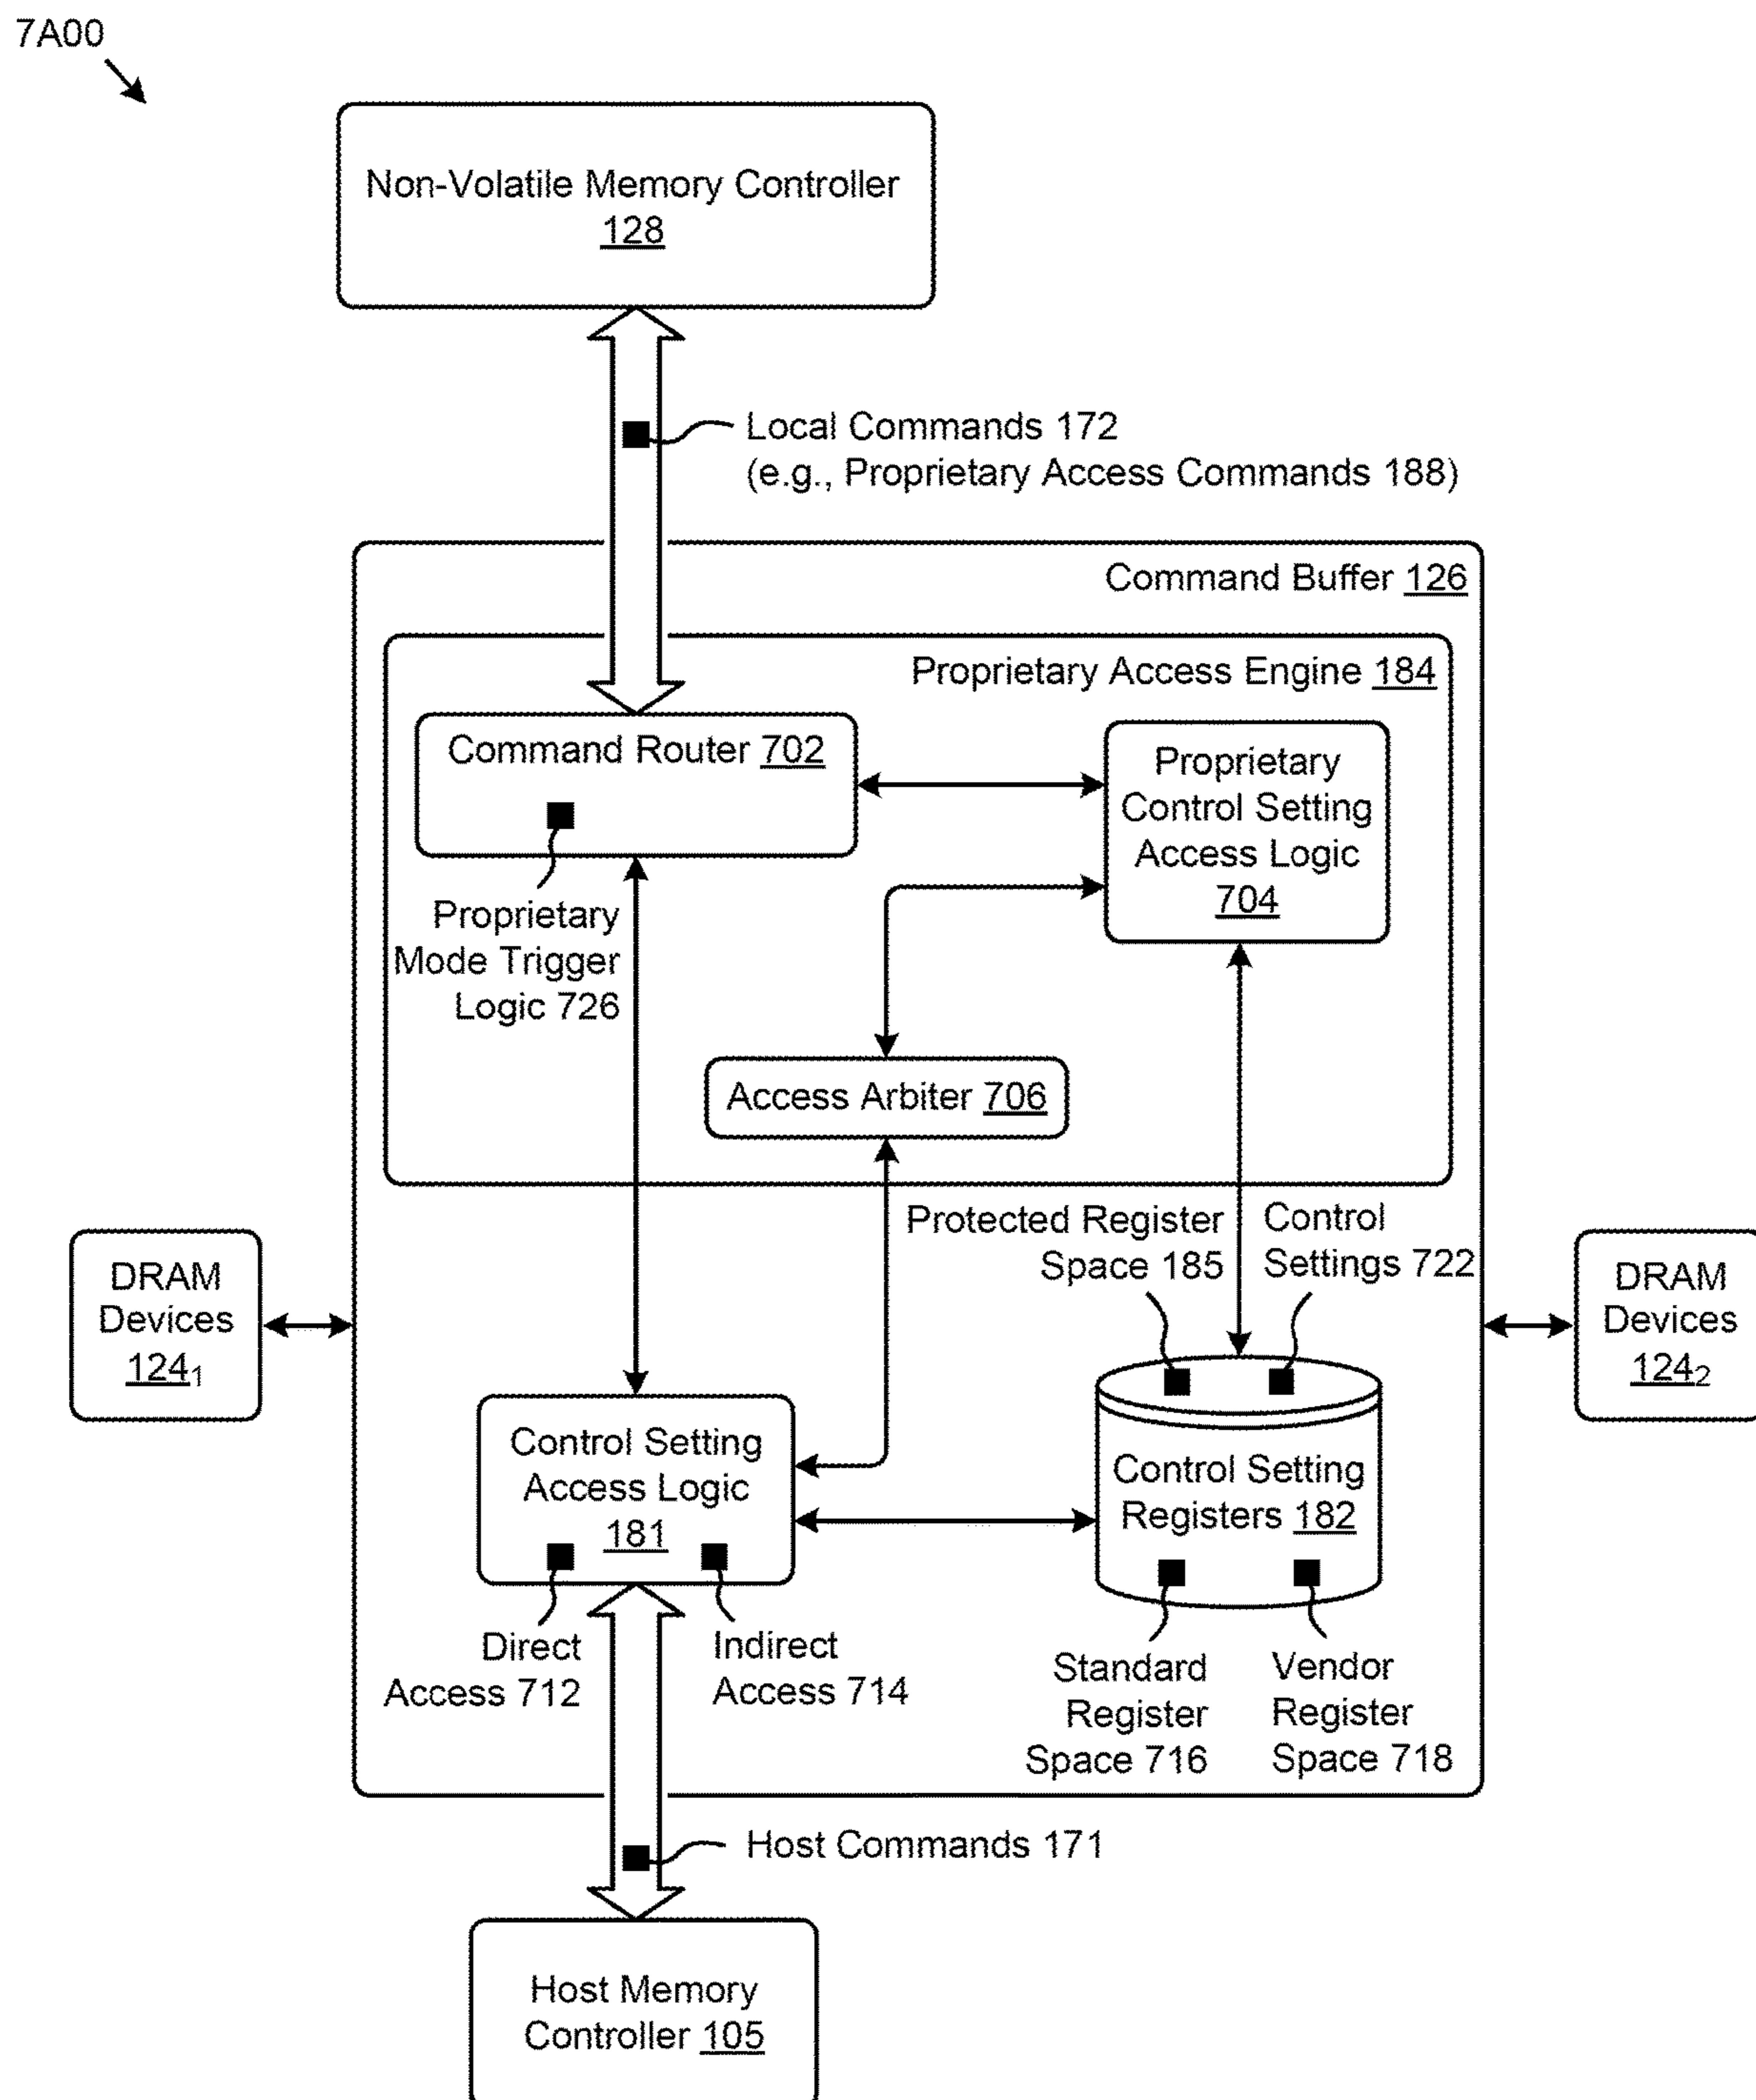 7A00
Non-Volatile Memory Controller
128
Local Commands 172
(e.g., Proprietary Access Commands 188)
Command Buffer 126
Proprietary Access Engine 184
Command Router 702
Proprietary
Control Setting
Access Logic
704
Proprietary
Mode Trigger
Logic 726
Access Arbiter 706
Protected Register
Space 185
Control
Settings 722
DRAM
Devices
124₁
DRAM
Devices
124₂
Control Setting
Access Logic
181
Control Setting
Registers 182
Direct
Access 712
Indirect
Access 714
Standard
Register
Space 716
Vendor
Register
Space 718
Host Commands 171
Host Memory
Controller 105